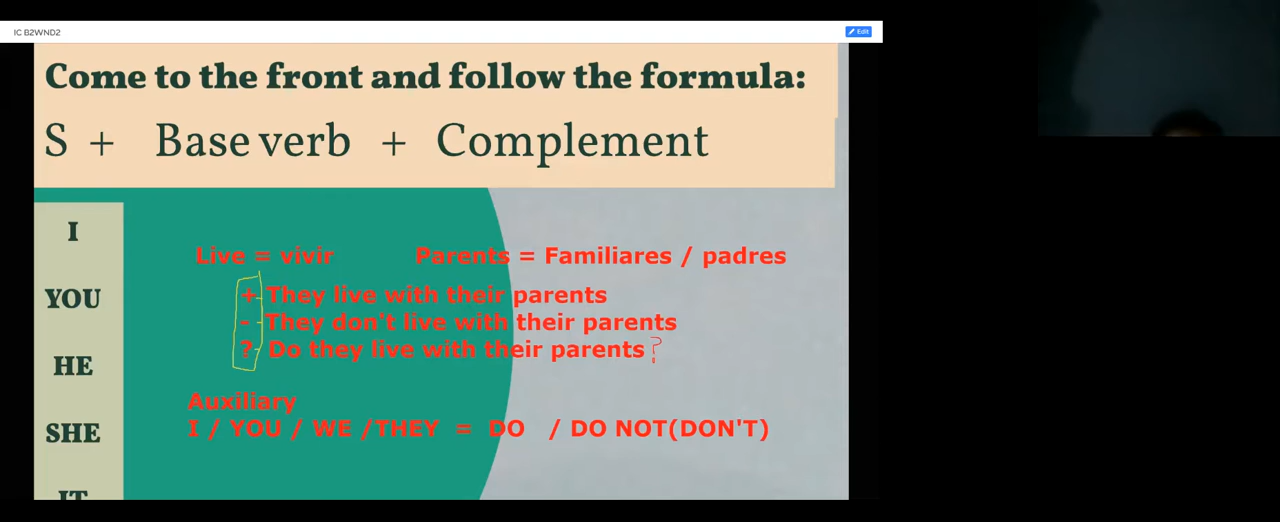 IC B2WND2
Edit
Come to the front and follow the formula:
S + Base verb + Complement
I
YOU
HE
SHE
IT
Live = vivir Parents = Familiares / padres
+ They live with their parents
- They don't live with their parents
? Do they live with their parents?
Auxiliary
I / YOU / WE /THEY = DO / DO NOT(DON'T)